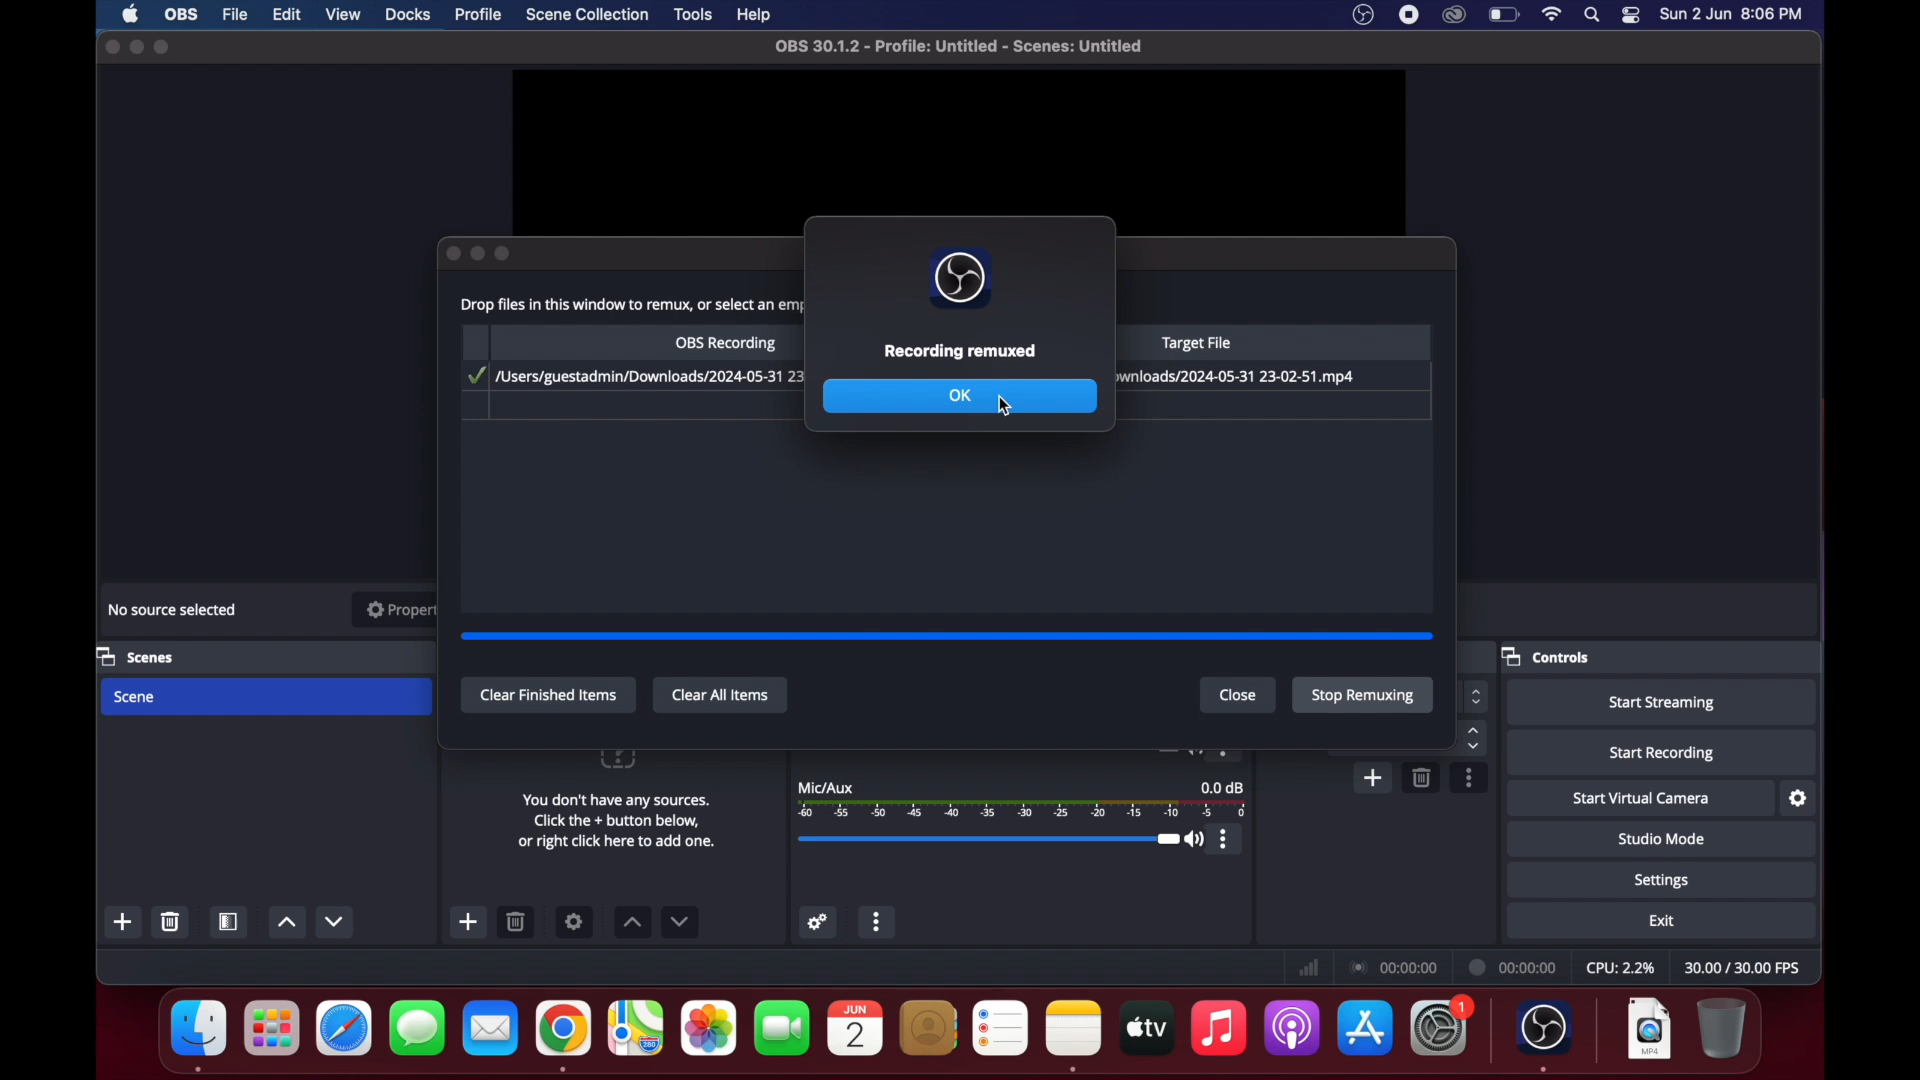 OBS File Edit View Docks Profile Scene Collection Tools Help Sun 2 Jun 8:06 PM
OBS 30.1.2 - Profile: Untitled - Scenes: Untitled
Drop files in this window to remux, or select an emp
OBS Recording
Target File
/Users/guestadmin/Downloads/2024-05-31 23
ownloads/2024-05-31 23-02-51.mp4
Recording remuxed
OK
No source selected
Propert
Clear Finished Items
Clear All Items
Close
Stop Remuxing
Scenes
Scene
You don't have any sources.
Click the + button below,
or right click here to add one.
Mic/Aux 0.0 dB
-60 -55 -50 -45 -40 -35 -30 -25 -20 -15 -10 -5 0
Controls
Start Streaming
Start Recording
Start Virtual Camera
Studio Mode
Settings
Exit
00:00:00 00:00:00 CPU: 2.2% 30.00 / 30.00 FPS
280
JUN
2
tv
1
MP4